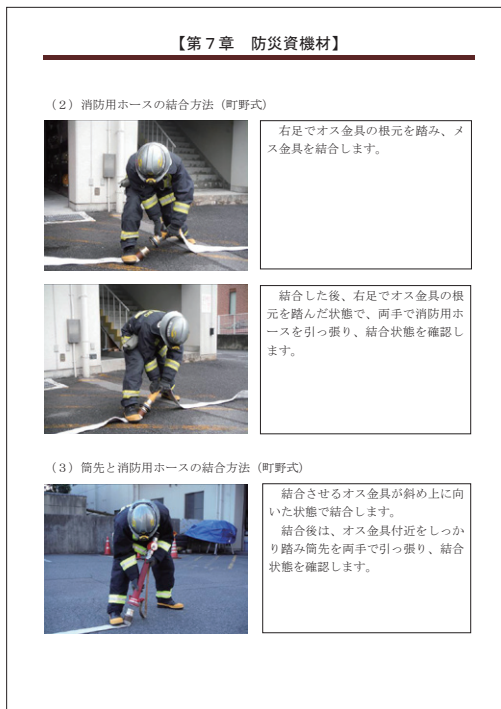 【第７章　防災資機材】
（２）消防用ホースの結合方法（町野式）
　右足でオス金具の根元を踏み、メ
ス金具を結合します。
　結合した後、右足でオス金具の根
元を踏んだ状態で、両手で消防用ホ
ースを引っ張り、結合状態を確認し
ます。
（３）筒先と消防用ホースの結合方法（町野式）
　結合させるオス金具が斜め上に向
いた状態で結合します。
　結合後は、オス金具付近をしっか
り踏み筒先を両手で引っ張り、結合
状態を確認します。